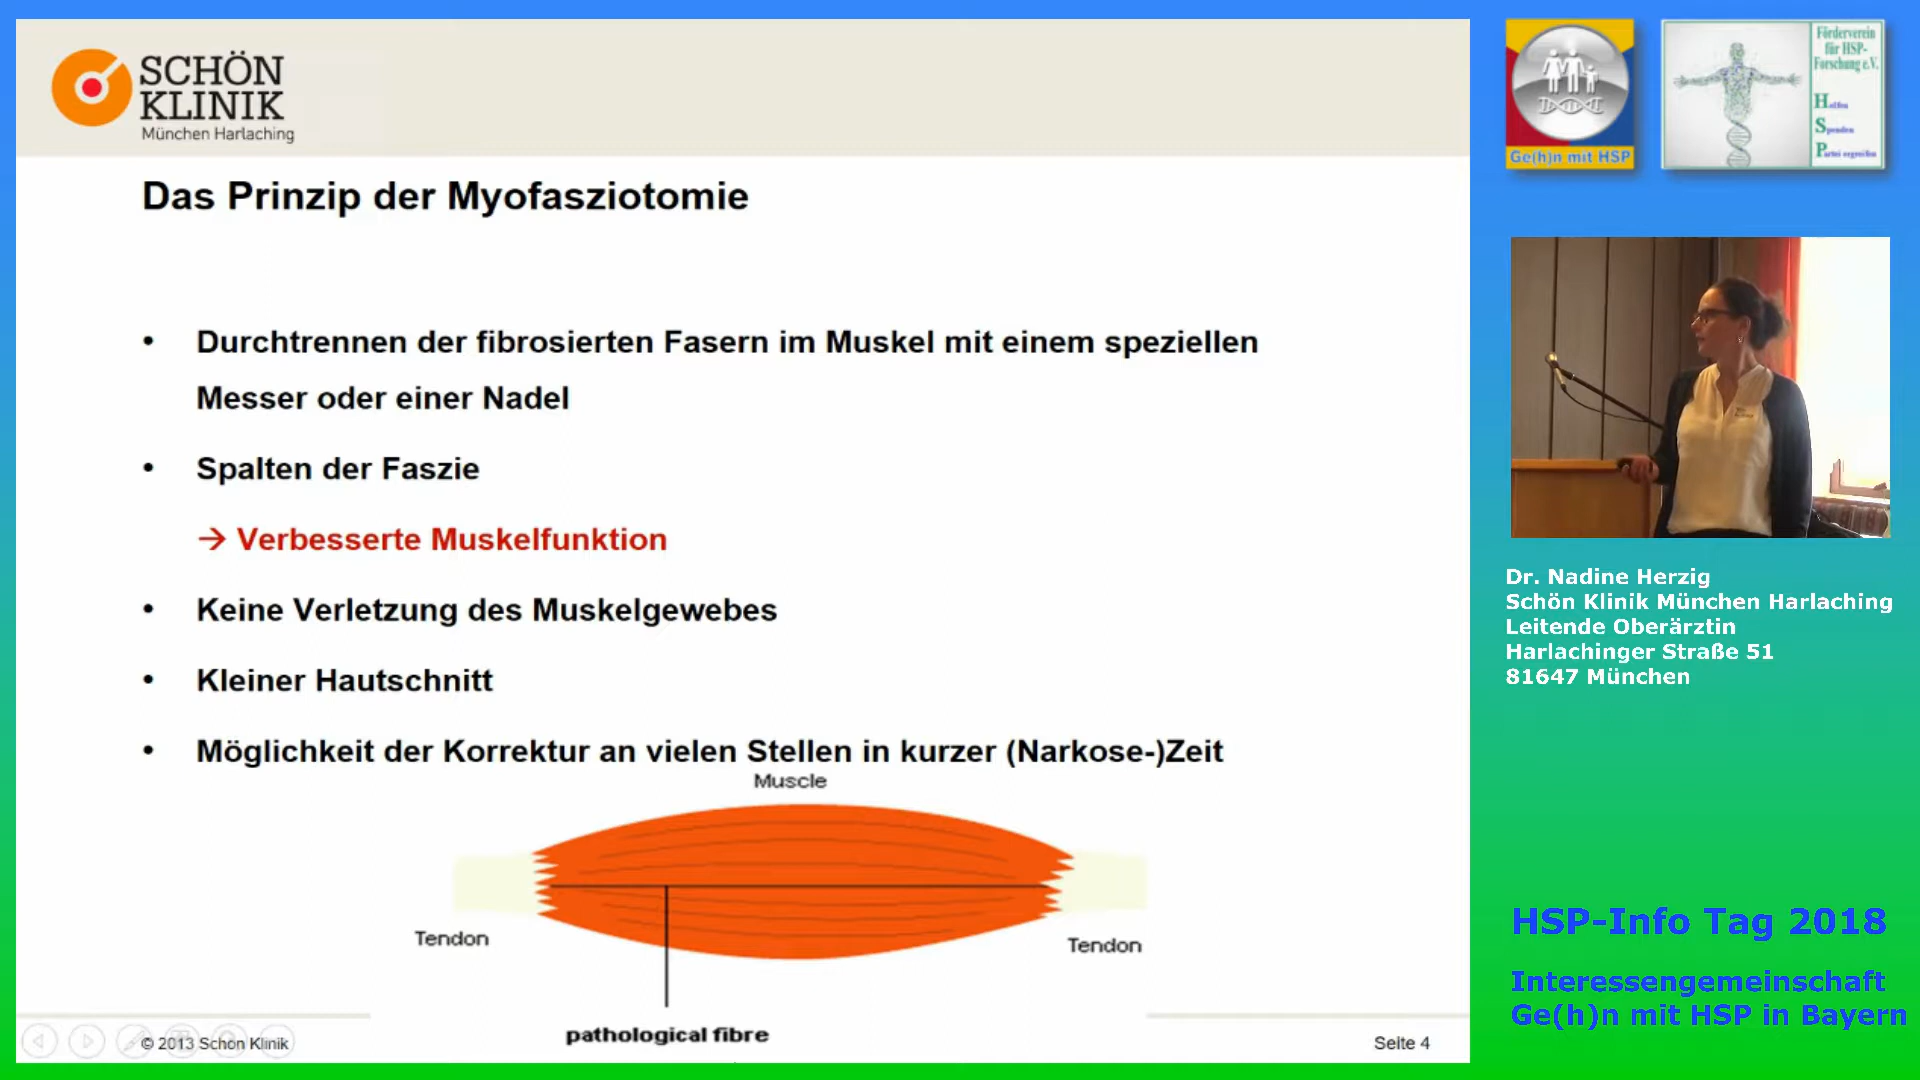 SCHÖN
KLINIK
München Harlaching
Das Prinzip der Myofasziotomie
• Durchtrennen der fibrosierten Fasern im Muskel mit einem speziellen
Messer oder einer Nadel
• Spalten der Faszie
→ Verbesserte Muskelfunktion
• Keine Verletzung des Muskelgewebes
• Kleiner Hautschnitt
• Möglichkeit der Korrektur an vielen Stellen in kurzer (Narkose-)Zeit
Muscle
Tendon
Tendon
pathological fibre
© 2013 Schön Klinik
Seite 4
Ge(h)n mit HSP
Förderverein
für HSP-
Forschung e.V.
Helfen
Spenden
Partei ergreifen
Dr. Nadine Herzig
Schön Klinik München Harlaching
Leitende Oberärztin
Harlachinger Straße 51
81647 München
HSP-Info Tag 2018
Interessengemeinschaft
Ge(h)n mit HSP in Bayern